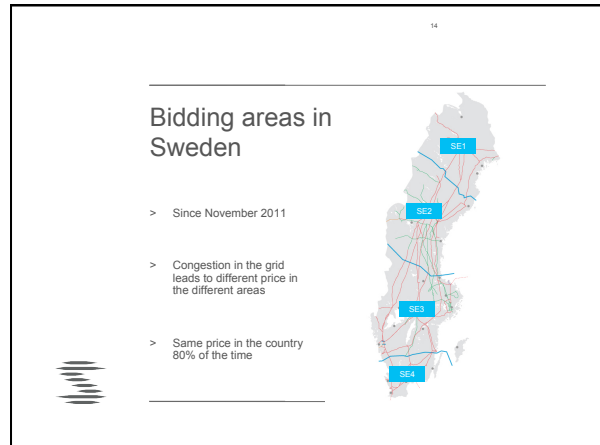 14
Bidding areas in
Sweden
> Since November 2011
> Congestion in the grid
leads to different price in
the different areas
> Same price in the country
80% of the time
SE1
SE2
SE3
SE4